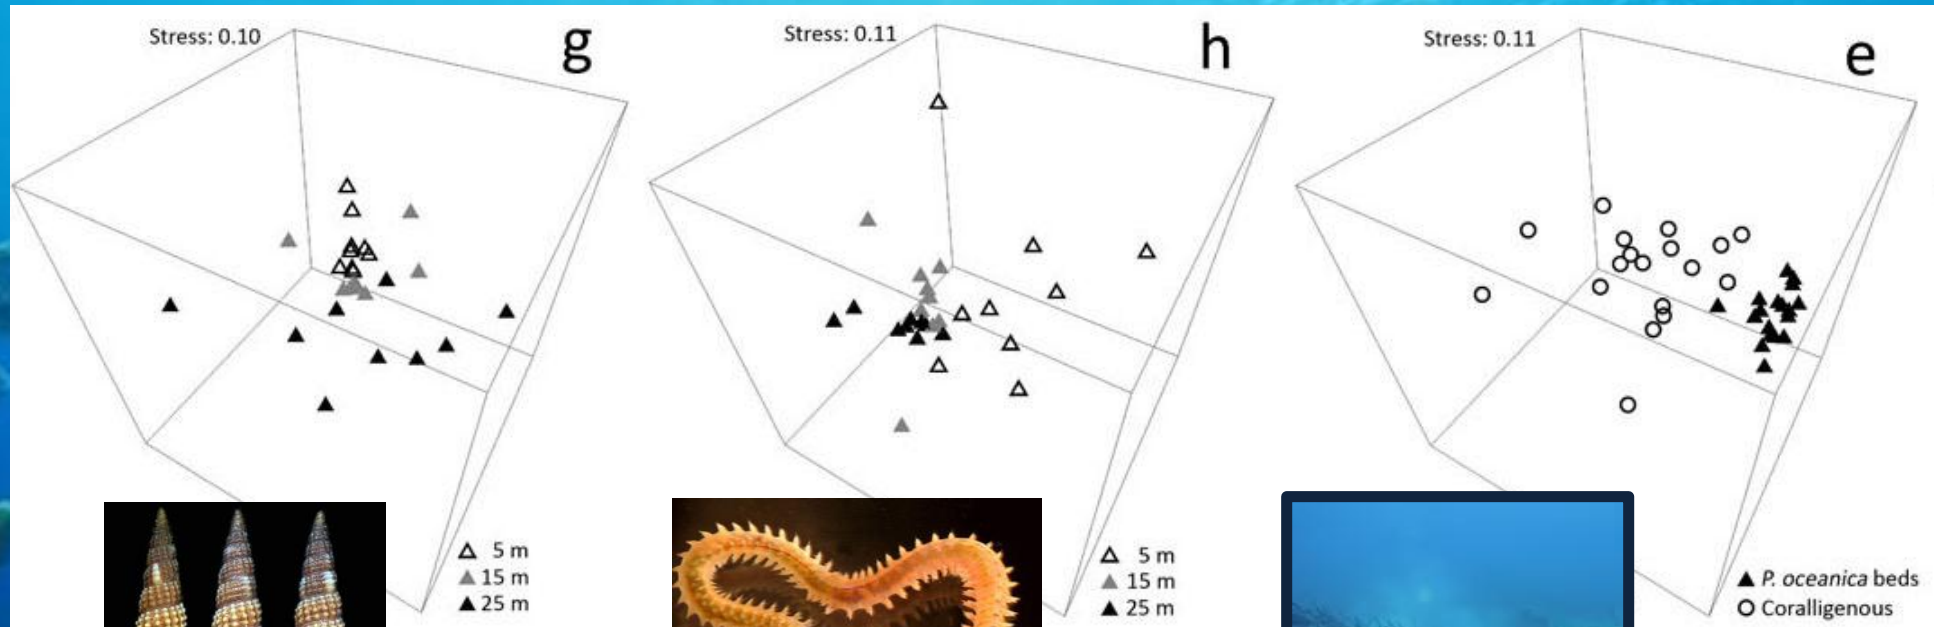 Stress: 0.10
g
5 m
15 m
25 m
Stress: 0.11
h
5 m
15 m
25 m
Stress: 0.11
e
P. oceanica beds
Coralligenous